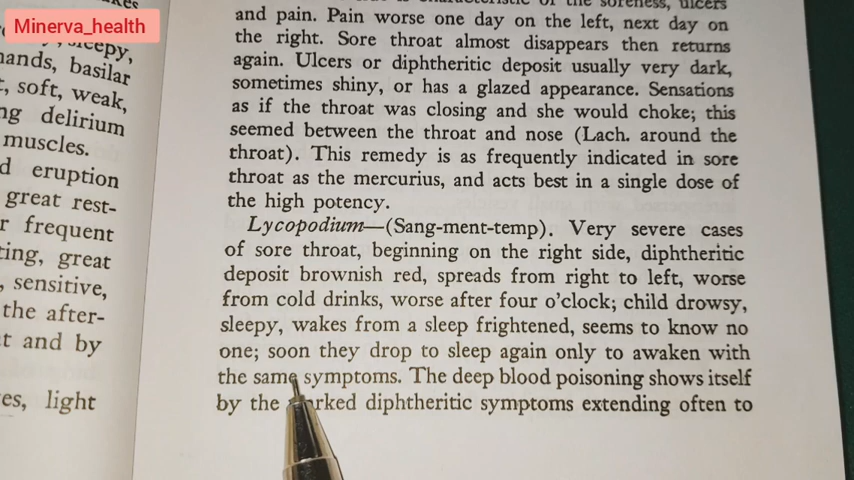 Minerva_health
sleepy,
hands, basilar
soft, weak,
delirium
muscles.
eruption
great rest-
frequent
great
sensitive,
the after-
and by
light
is characteristic of the soreness, ulcers
and pain. Pain worse one day on the left, next day on
the right. Sore throat almost disappears then returns
again. Ulcers or diphtheritic deposit usually very dark,
sometimes shiny, or has a glazed appearance. Sensations
as if the throat was closing and she would choke; this
seemed between the throat and nose (Lach. around the
throat). This remedy is as frequently indicated in sore
throat as the mercurius, and acts best in a single dose of
the high potency.
Lycopodium—(Sang-ment-temp). Very severe cases
of sore throat, beginning on the right side, diphtheritic
deposit brownish red, spreads from right to left, worse
from cold drinks, worse after four o'clock; child drowsy,
sleepy, wakes from a sleep frightened, seems to know no
one; soon they drop to sleep again only to awaken with
the same symptoms. The deep blood poisoning shows itself
by the marked diphtheritic symptoms extending often to